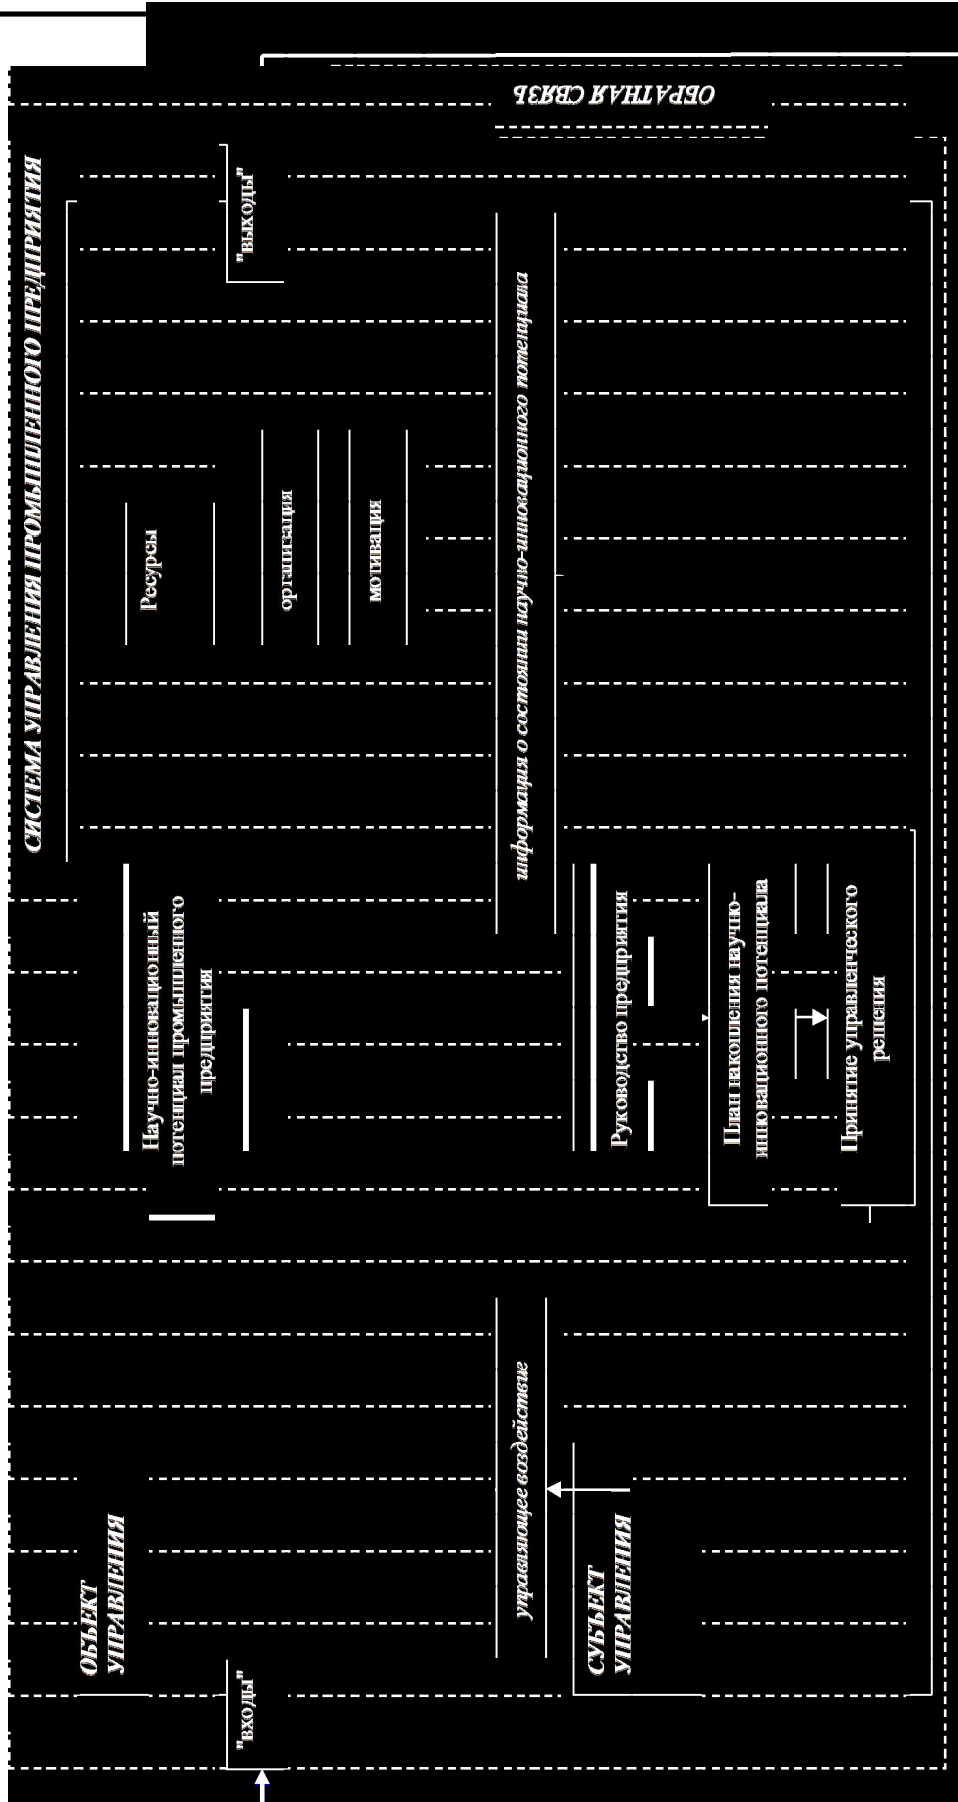 СИСТЕМА УПРАВЛЕНИЯ ПРОМЫШЛЕННОГО ПРЕДПРИЯТИЯ
ОБЪЕКТ
УПРАВЛЕНИЯ
Научно-инновационный
потенциал промышленного
предприятия
Ресурсы
организация
мотивация
"входы"
"выходы"
управляющее воздействие
информация о состоянии научно-инновационного потенциала
ОБРАТНАЯ СВЯЗЬ
СУБЪЕКТ
УПРАВЛЕНИЯ
Руководство предприятия
План накопления научно-
инновационного потенциала
Принятие управленческого
решения